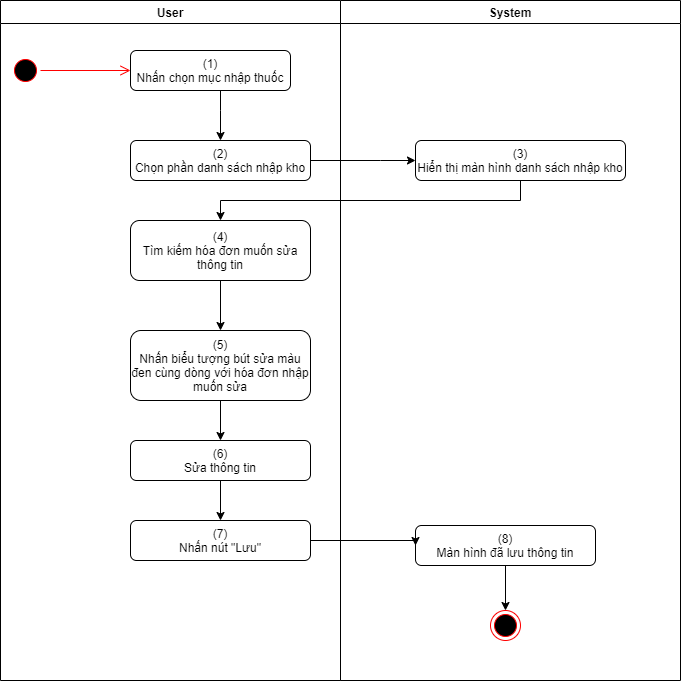 User
System
(1)
Nhấn chọn mục nhập thuốc
(2)
Chọn phần danh sách nhập kho
(3)
Hiển thị màn hình danh sách nhập kho
(4)
Tìm kiếm hóa đơn muốn sửa
thông tin
(5)
Nhấn biểu tượng bút sửa màu
đen cùng dòng với hóa đơn nhập
muốn sửa
(6)
Sửa thông tin
(7)
Nhấn nút "Lưu"
(8)
Màn hình đã lưu thông tin